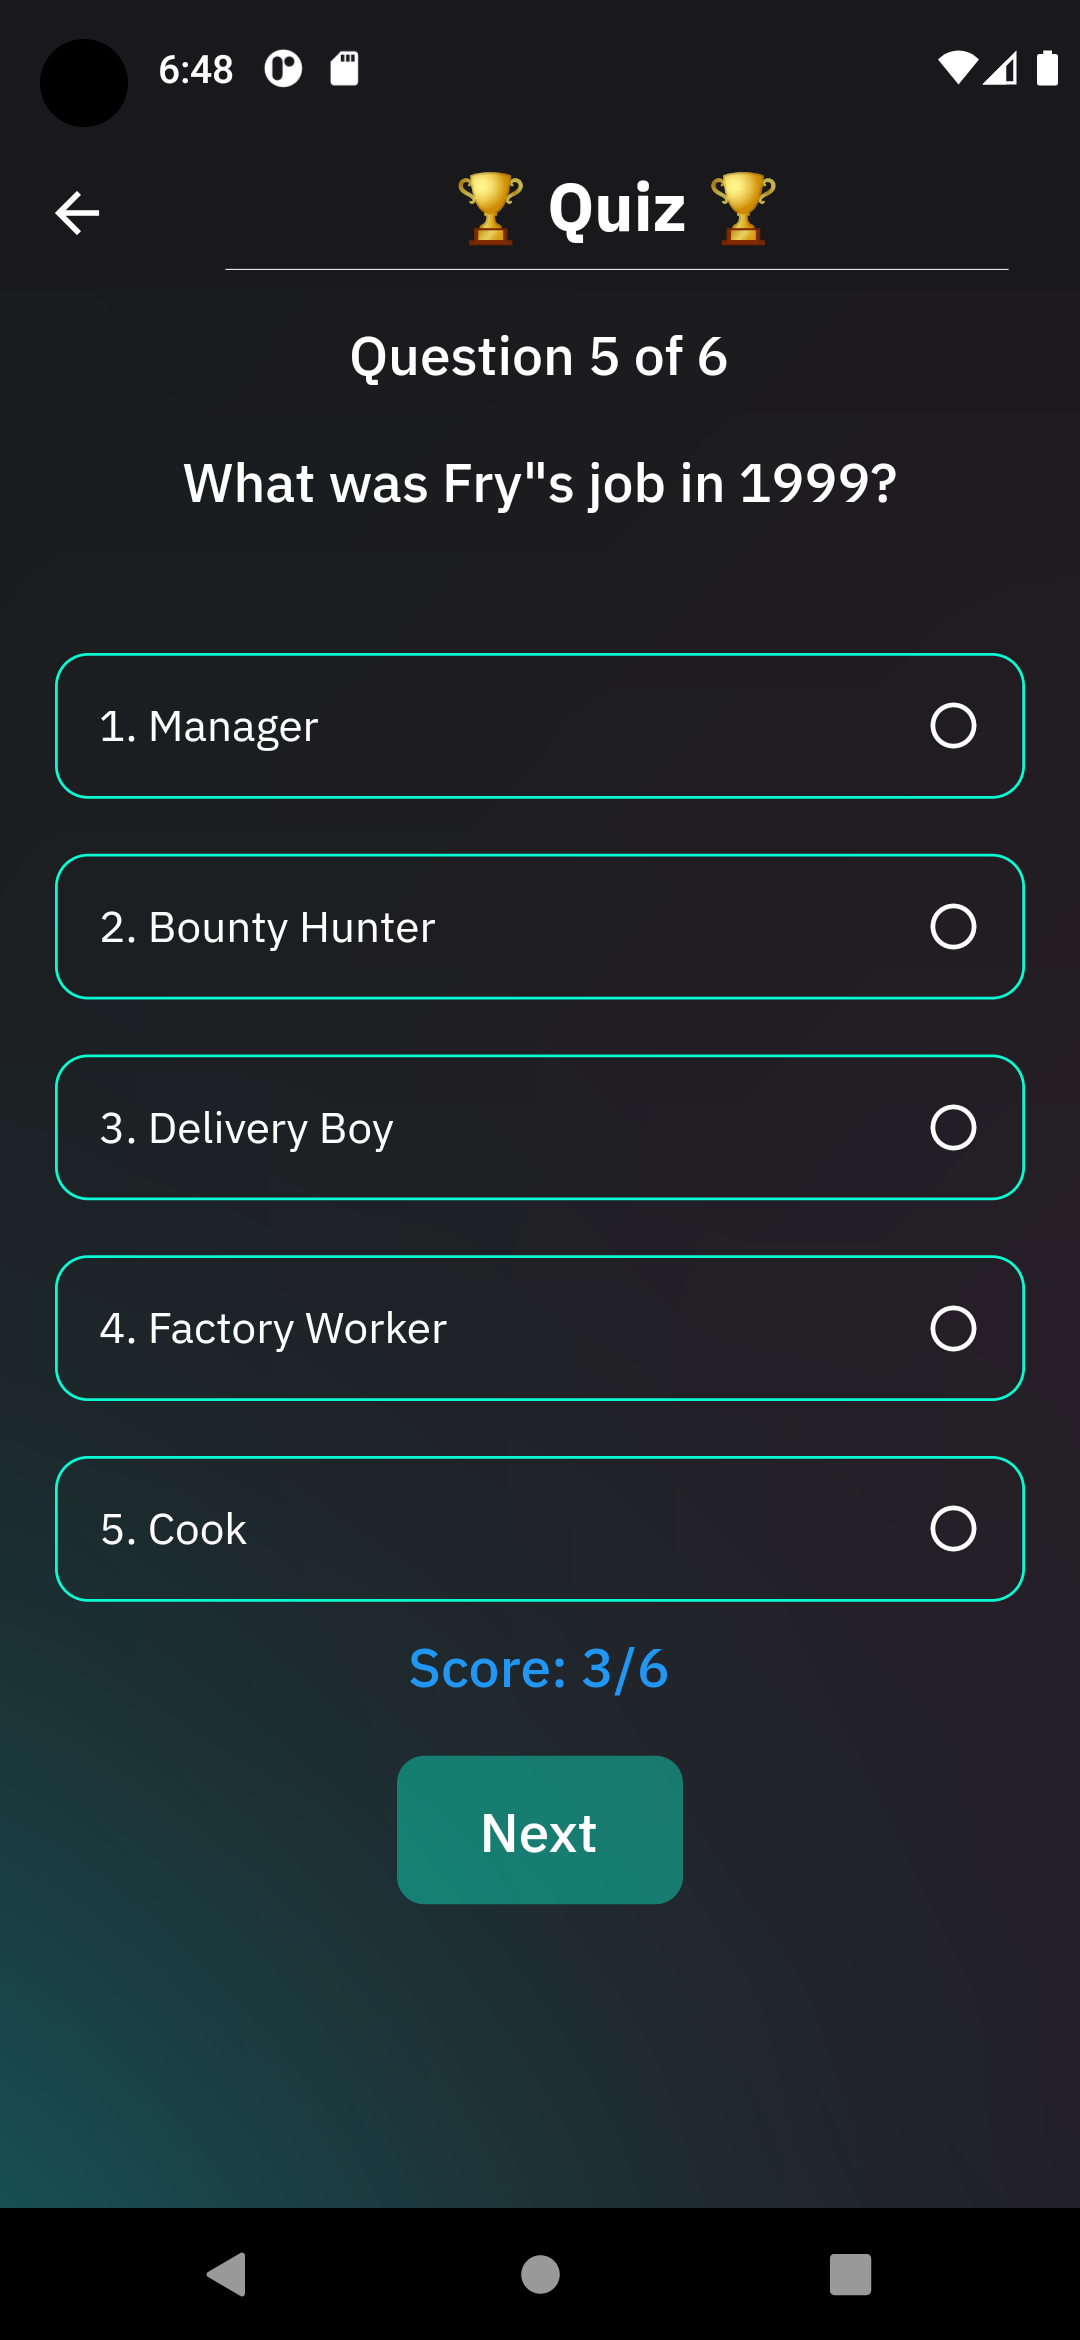 6:48
🏆 Quiz 🏆
Question 5 of 6
What was Fry"s job in 1999?
1. Manager
2. Bounty Hunter
3. Delivery Boy
4. Factory Worker
5. Cook
Score: 3/6
Next